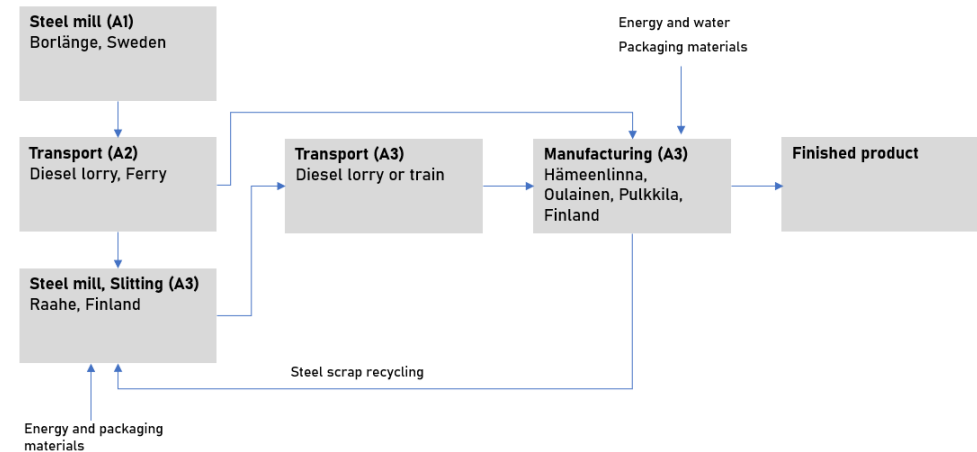 Steel mill (A1)
Borlänge, Sweden
Energy and water
Packaging materials
Transport (A2)
Diesel lorry, Ferry
Transport (A3)
Diesel lorry or train
Manufacturing (A3)
Hämeenlinna,
Oulainen, Pulkkila,
Finland
Finished product
Steel mill, Slitting (A3)
Raahe, Finland
Steel scrap recycling
Energy and packaging
materials